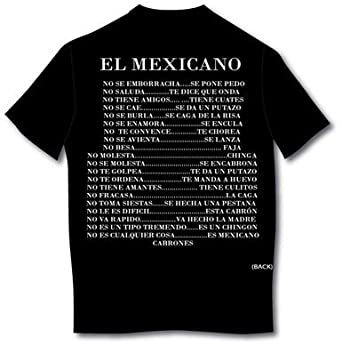 EL MEXICANO
NO SE EMBORRACHA.....SE PONE PEDO
NO SALUDA............TE DICE QUE ONDA
NO TIENE AMIGOS..... .....TIENE CUATES
NO SE CAE................SE DA UN PUTAZO
NO SE BURLA......SE CAGA DE LA RISA
NO SE ENAMORA...............SE ENCULA
NO TE CONVENCE............TE CHOREA
NO SE AVIENTA....................SE LANZA
NO BESA.................................FAJA
NO MOLESTA.................................CHINGA
NO SE MOLESTA...................SE ENCABRONA
NO TE GOLPEA....................TE DA UN PUTAZO
NO TE ORDENA..............TE MANDA A HUEVO
NO TIENE AMANTES............ TIENE CULITOS
NO FRACASA................................LA CAGA
NO TOMA SIESTAS......SE HECHA UNA PESTANA
NO LE ES DIFICIL...................ESTA CABRÓN
NO VA RAPIDO............VA HECHO LA MADRE
NO ES UN TIPO TREMENDO......ES UN CHINGON
NO ES CUALQUIER COSA............ES MEXICANO
CABRONES
(BACK)